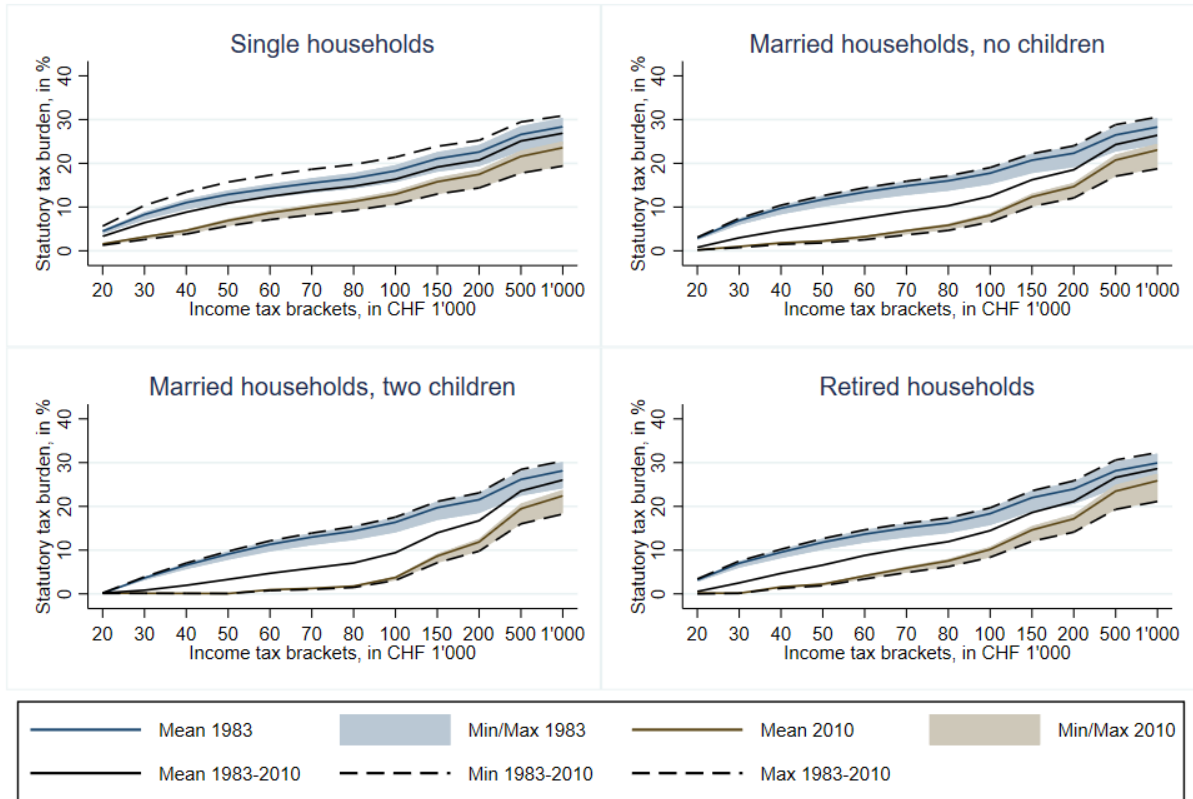 Single households
Statutory tax burden, in %
40
30
20
10
0
20 30 40 50 60 70 80 100 150 200 500 1'000
Income tax brackets, in CHF 1'000
Married households, no children
Statutory tax burden, in %
40
30
20
10
0
20 30 40 50 60 70 80 100 150 200 500 1'000
Income tax brackets, in CHF 1'000
Married households, two children
Statutory tax burden, in %
40
30
20
10
0
20 30 40 50 60 70 80 100 150 200 500 1'000
Income tax brackets, in CHF 1'000
Retired households
Statutory tax burden, in %
40
30
20
10
0
20 30 40 50 60 70 80 100 150 200 500 1'000
Income tax brackets, in CHF 1'000
Mean 1983 Min/Max 1983 Mean 2010 Min/Max 2010
Mean 1983-2010 Min 1983-2010 Max 1983-2010